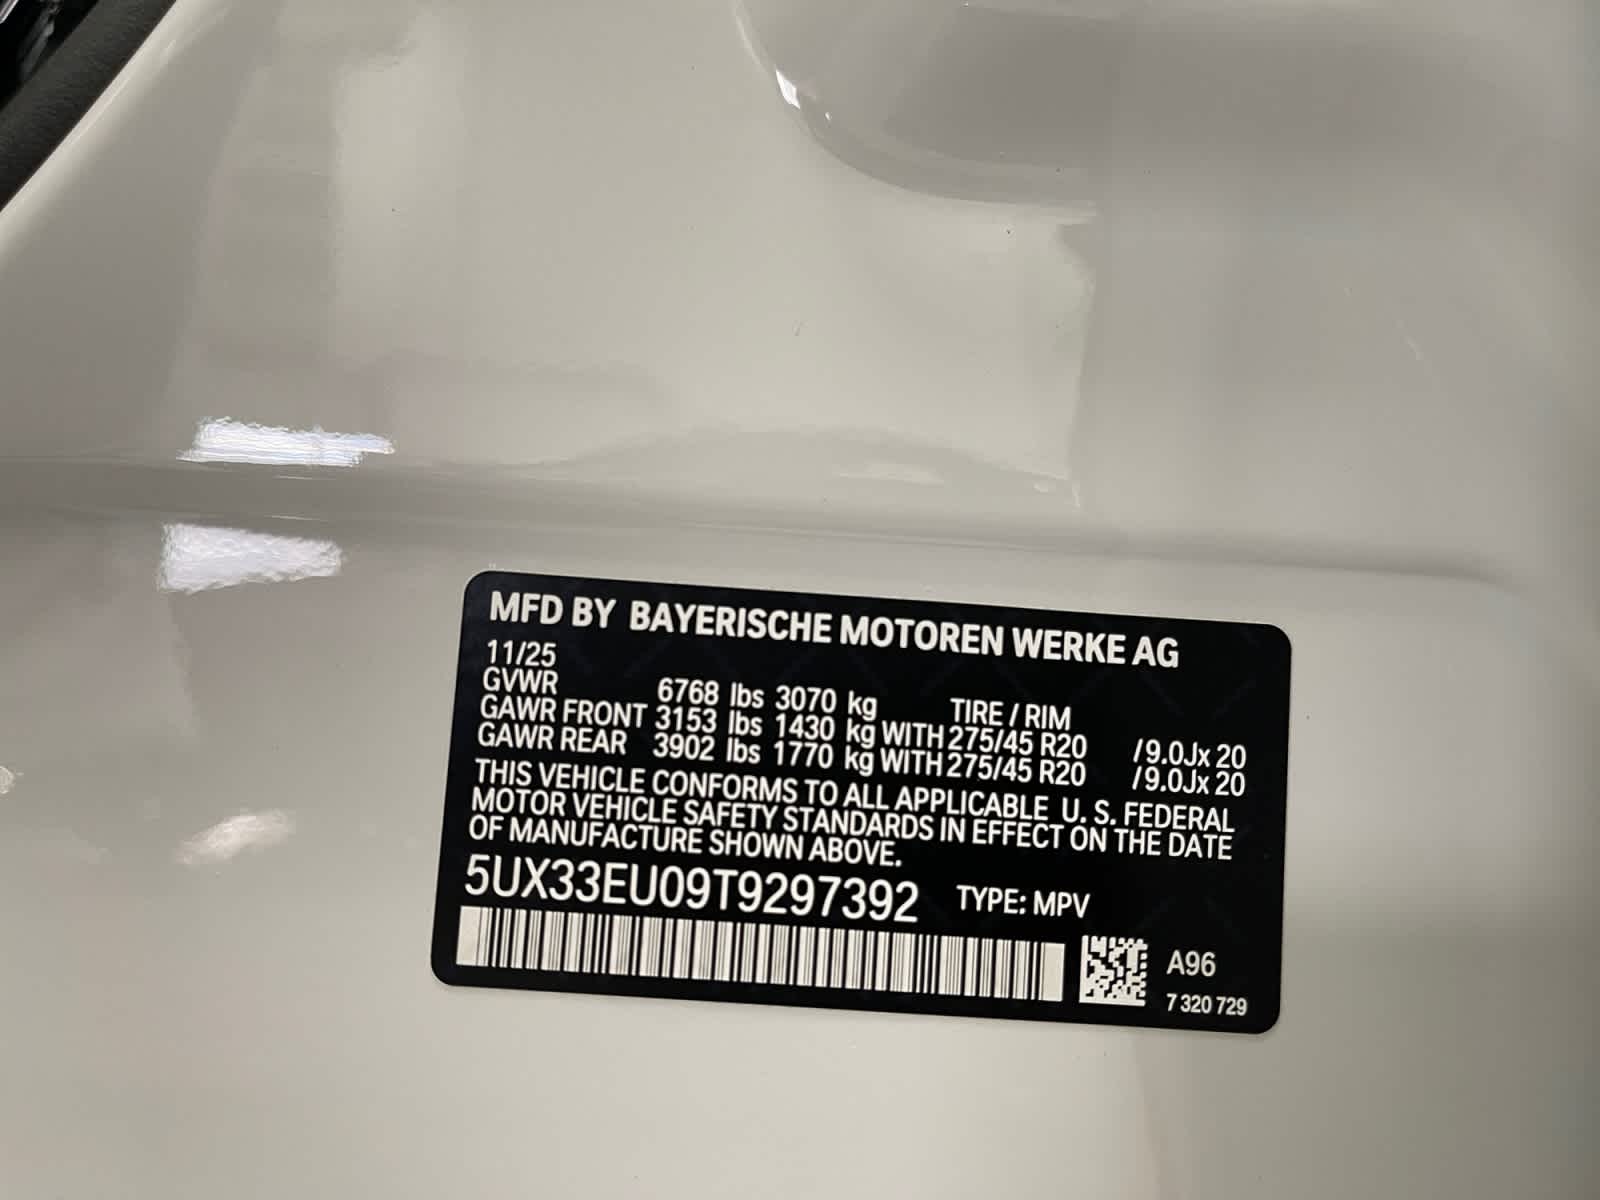 MFD BY BAYERISCHE MOTOREN WERKE AG
11/25
GVWR 6768 lbs 3070 kg TIRE / RIM
GAWR FRONT 3153 lbs 1430 kg WITH 275/45 R20 / 9.0Jx 20
GAWR REAR 3902 lbs 1770 kg WITH 275/45 R20 / 9.0Jx 20
THIS VEHICLE CONFORMS TO ALL APPLICABLE U. S. FEDERAL
MOTOR VEHICLE SAFETY STANDARDS IN EFFECT ON THE DATE
OF MANUFACTURE SHOWN ABOVE.
5UX33EU09T9297392 TYPE: MPV
A96
7 320 729